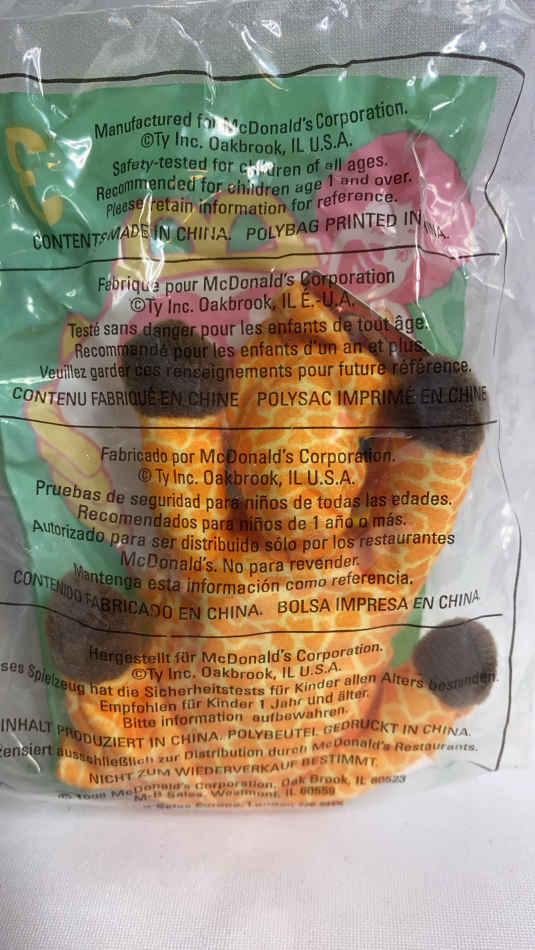 3
Manufactured for McDonald's Corporation.
©Ty Inc. Oakbrook, IL U.S.A.
Safety-tested for children of all ages.
Recommended for children age 1 and over.
Please retain information for reference.
CONTENTS MADE IN CHINA. POLYBAG PRINTED IN
Fabriqué pour McDonald's Corporation
©Ty Inc. Oakbrook, IL É.-U.A.
Testé sans danger pour les enfants de tout âge.
Recommandé pour les enfants d'un an et plus.
Veuillez garder ces renseignements pour future référence.
CONTENU FABRIQUÉ EN CHINE POLYSAC IMPRIMÉ EN CHINE
Fabricado por McDonald's Corporation.
©Ty Inc. Oakbrook, IL U.S.A.
Pruebas de seguridad para niños de todas las edades.
Recomendados para niños de 1 año o más.
Autorizado para ser distribuido sólo por los restaurantes
McDonald's. No para revender.
Mantenga esta información como referencia.
CONTENIDO FABRICADO EN CHINA. BOLSA IMPRESA EN CHINA
Hergestellt für McDonald's Corporation.
©Ty Inc. Oakbrook, IL U.S.A.
ses Spielzeug hat die Sicherheitstests für Kinder allen Alters bestanden.
Empfohlen für Kinder 1 Jahr und älter.
Bitte information aufbewahren.
INHALT PRODUZIERT IN CHINA. POLYBEUTEL GEDRUCKT IN CHINA.
zensiert ausschließlich zur Distribution durch McDonald's Restaurants.
NICHT ZUM WIEDERVERKAUF BESTIMMT.
1998 McDonald's Corporation, Oak Brook, IL 60523
M-B Sales, Westmont, IL 60559